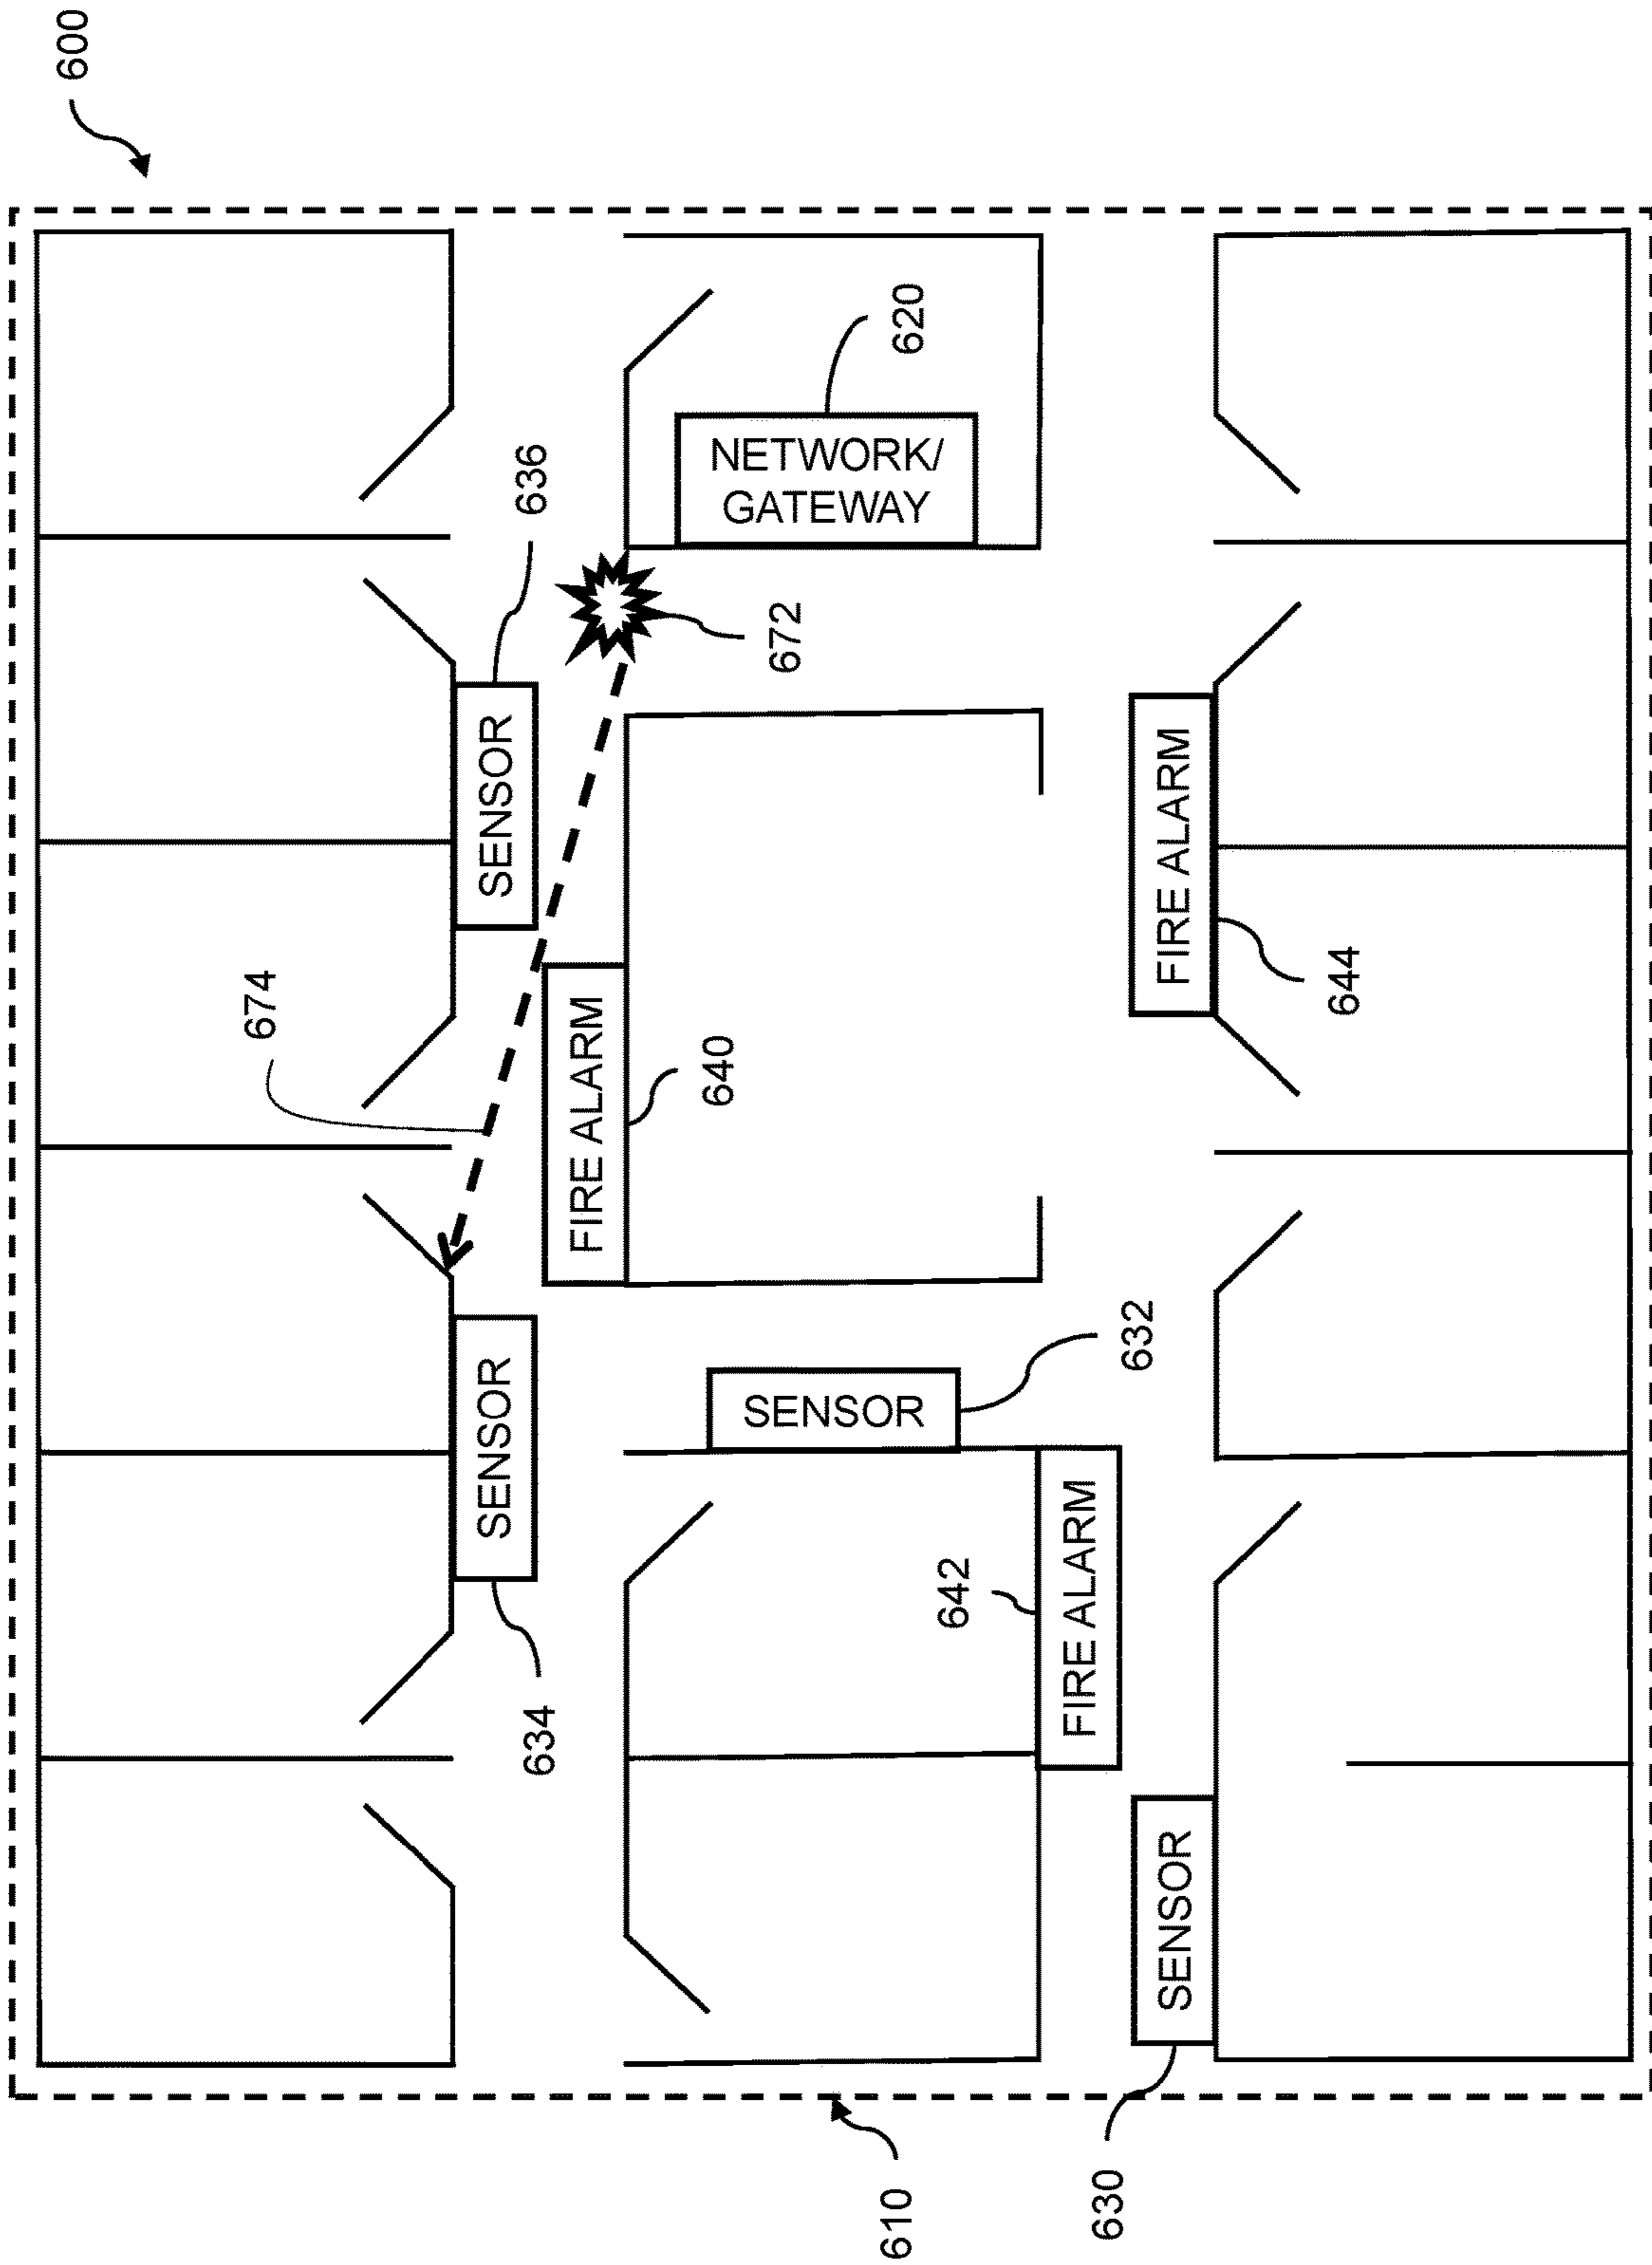 600
636
674
634
SENSOR
SENSOR
FIRE ALARM
640
672
NETWORK/
GATEWAY
620
SENSOR
632
642
FIRE ALARM
FIRE ALARM
644
SENSOR
630
610